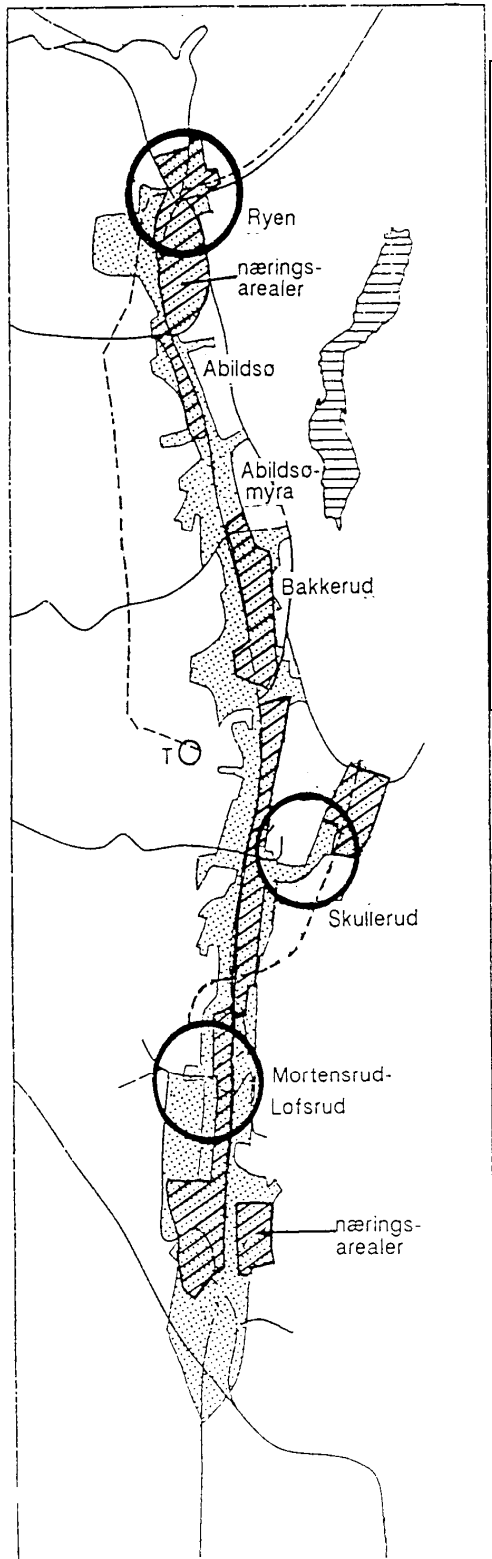 Ryen
nærings-
arealer
Abildsø
Abildsø-
myra
Bakkerud
T
Skullerud
Mortensrud-
Lofsrud
nærings-
arealer